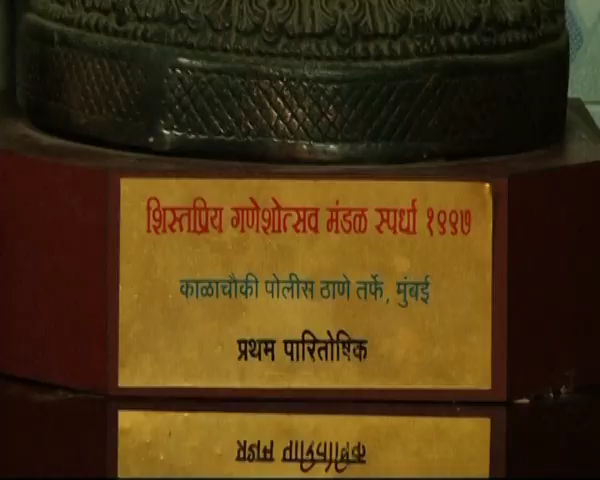 शिस्तप्रिय गणेशोत्सव मंडळ स्पर्धा १९९७
काळाचौकी पोलीस ठाणे तर्फे, मुंबई
प्रथम पारितोषिक